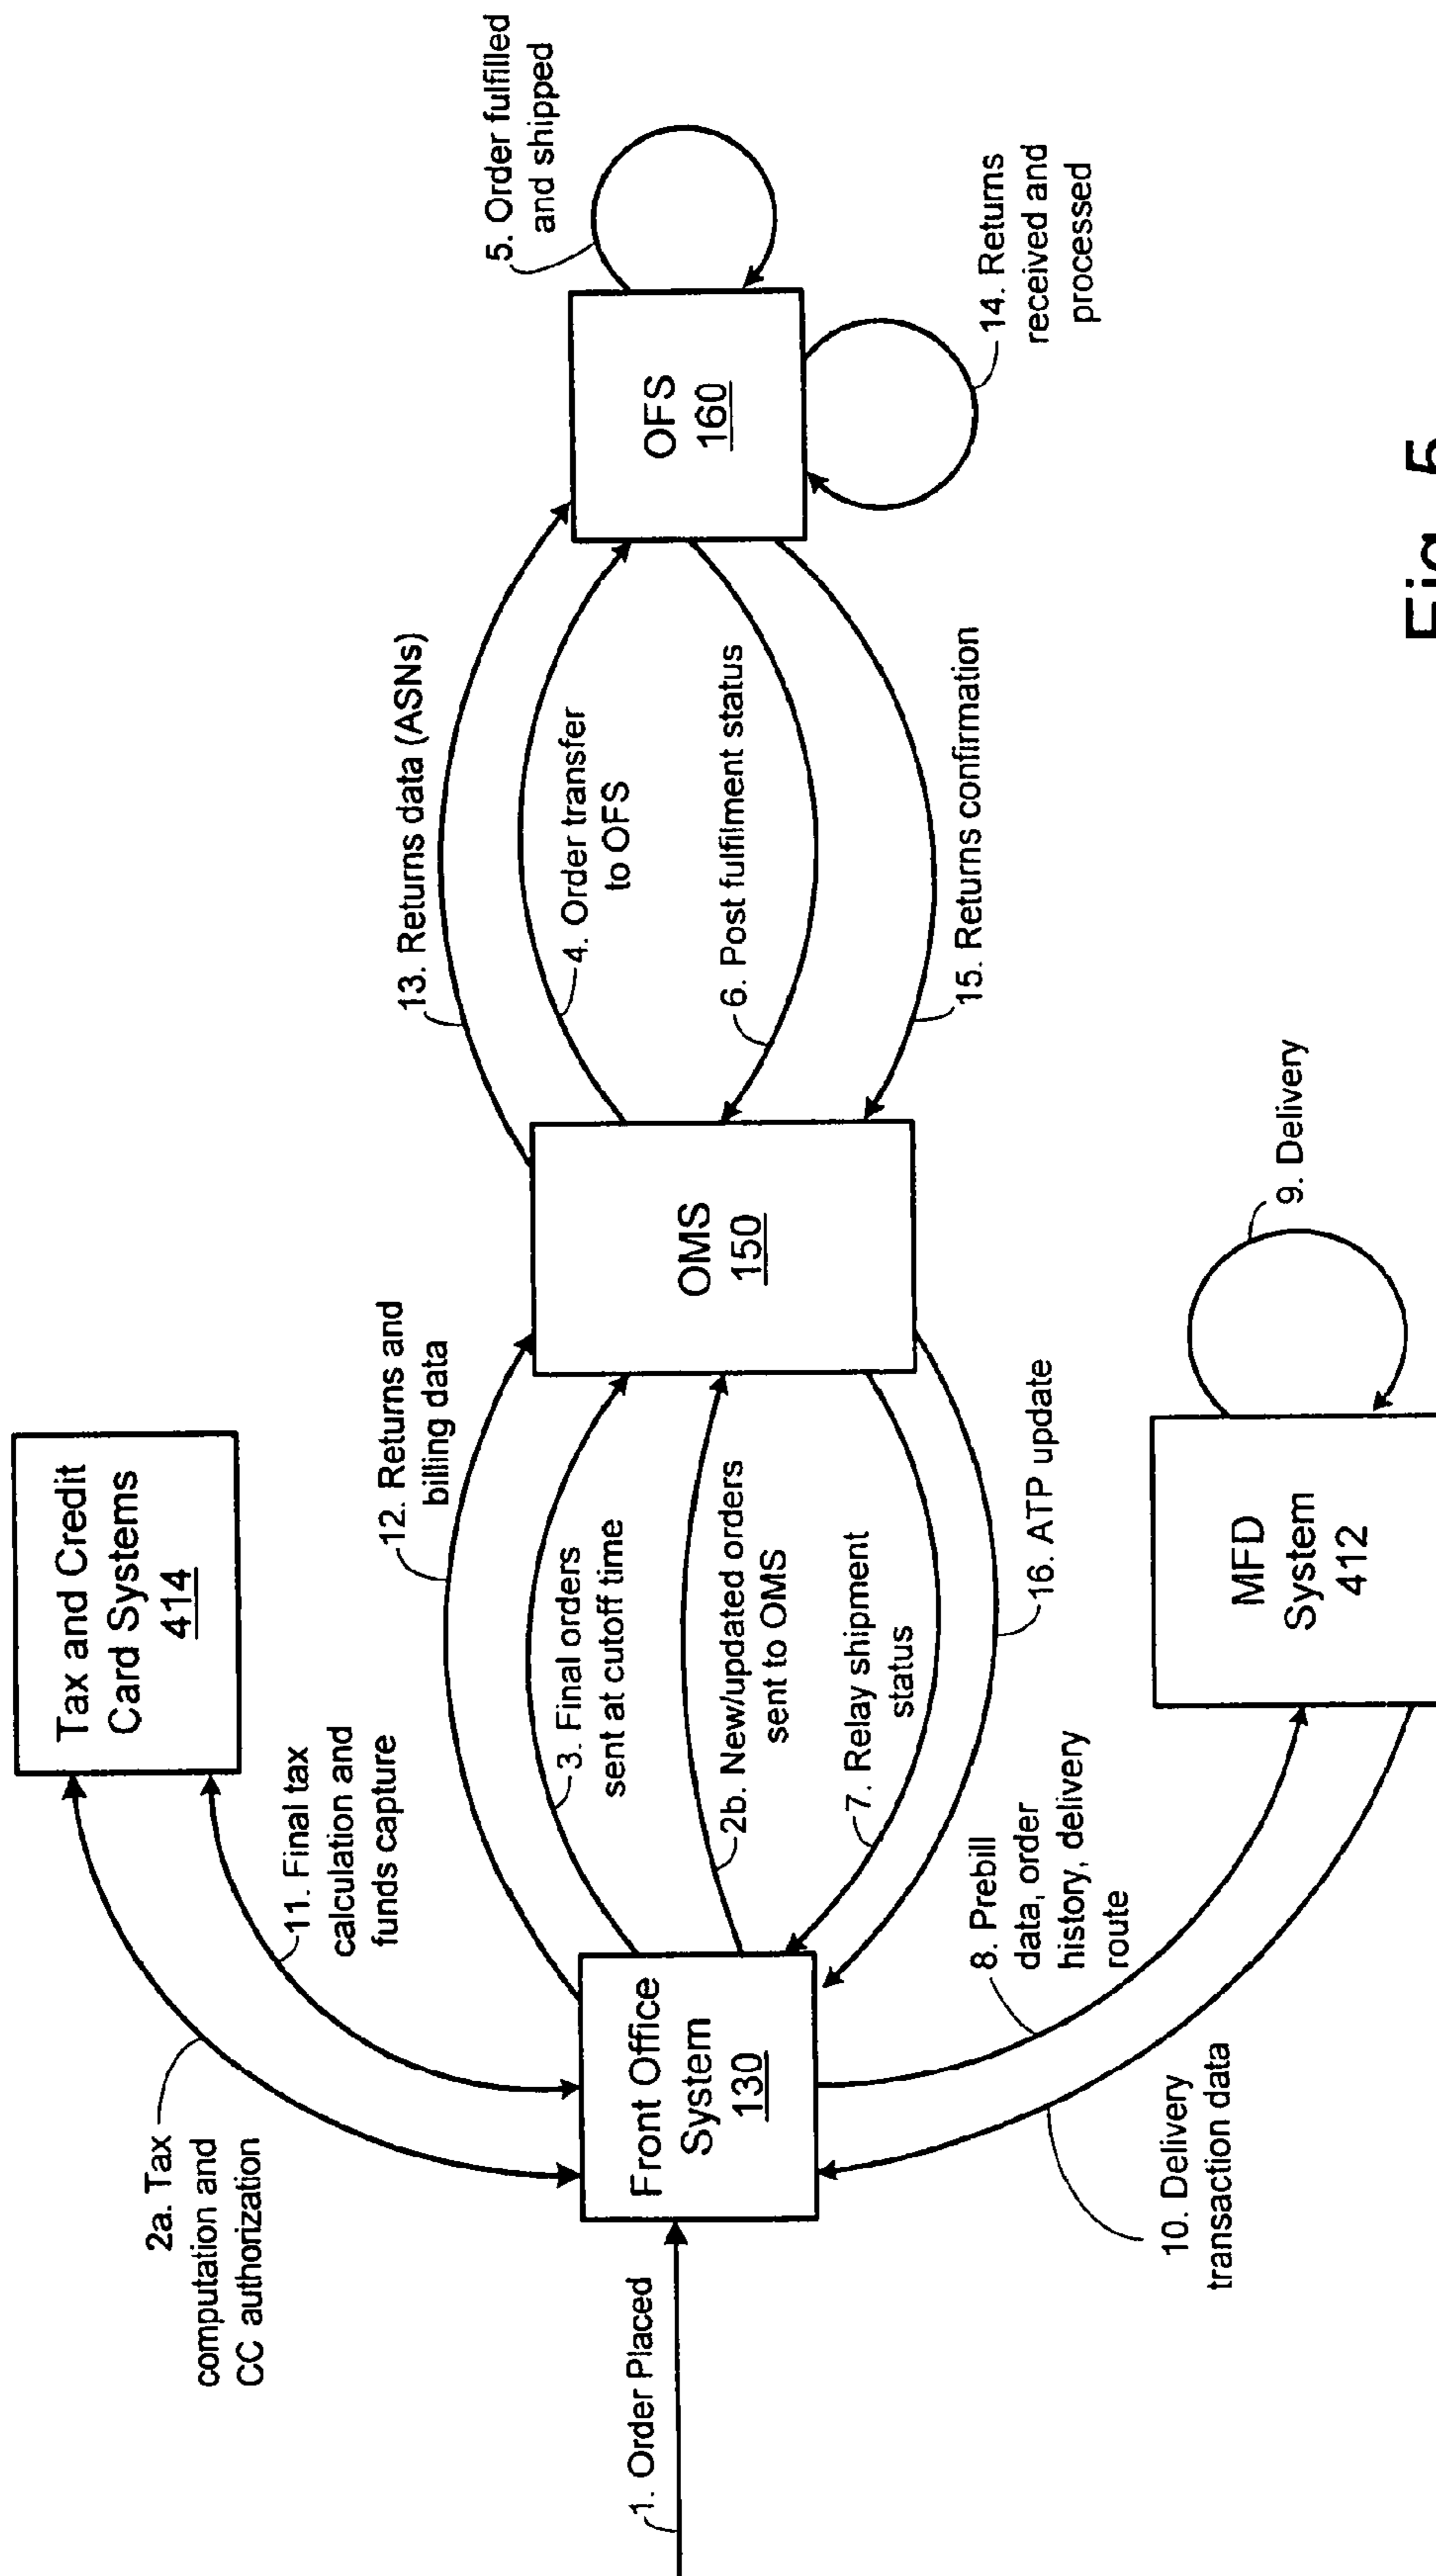 Tax and Credit
Card Systems
414
2a. Tax
computation and
CC authorization
11. Final tax
calculation and
funds capture
12. Returns and
billing data
13. Returns data (ASNs)
5. Order fulfilled
and shipped
3. Final orders
sent at cutoff time
4. Order transfer
to OFS
1. Order Placed
Front Office
System
130
2b. New/updated orders
sent to OMS
OMS
150
6. Post fulfilment status
OFS
160
7. Relay shipment
status
15. Returns confirmation
14. Returns
received and
processed
16. ATP update
8. Prebill
data, order
history, delivery
route
10. Delivery
transaction data
MFD
System
412
9. Delivery
Fig. 5